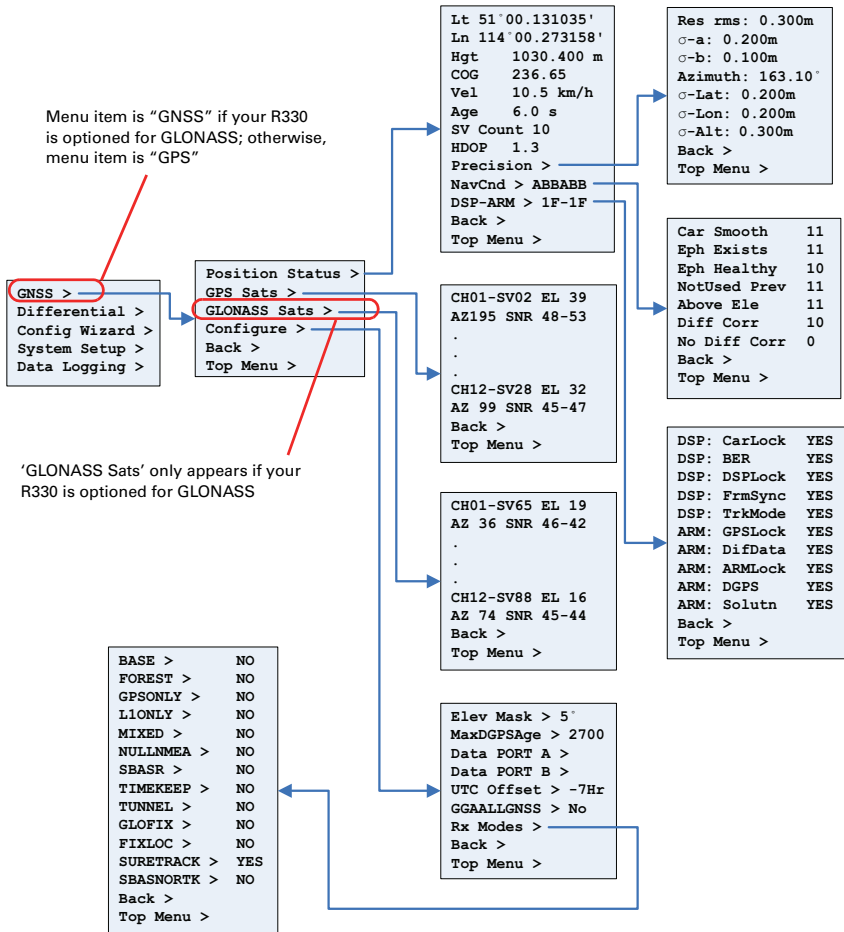 Menu item is “GNSS” if your R330
is optioned for GLONASS; otherwise,
menu item is “GPS”
GNSS >
Differential >
Config Wizard >
System Setup >
Data Logging >
Position Status >
GPS Sats >
GLONASS Sats >
Configure >
Back >
Top Menu >
‘GLONASS Sats’ only appears if your
R330 is optioned for GLONASS
Lt 51°00.131035'
Ln 114°00.273158'
Hgt 1030.400 m
COG 236.65
Vel 10.5 km/h
Age 6.0 s
SV Count 10
HDOP 1.3
Precision >
NavCnd > ABBABB
DSP-ARM > 1F-1F
Back >
Top Menu >
Res rms: 0.300m
σ-a: 0.200m
σ-b: 0.100m
Azimuth: 163.10°
σ-Lat: 0.200m
σ-Lon: 0.200m
σ-Alt: 0.300m
Back >
Top Menu >
Car Smooth 11
Eph Exists 11
Eph Healthy 10
NotUsed Prev 11
Above Ele 11
Diff Corr 10
No Diff Corr 0
Back >
Top Menu >
DSP: CarLock YES
DSP: BER YES
DSP: DSPLock YES
DSP: FrmSync YES
DSP: TrkMode YES
ARM: GPSLock YES
ARM: DifData YES
ARM: ARMLock YES
ARM: DGPS YES
ARM: Solutn YES
Back >
Top Menu >
CH01-SV02 EL 39
AZ195 SNR 48-53
.
.
.
CH12-SV28 EL 32
AZ 99 SNR 45-47
Back >
Top Menu >
CH01-SV65 EL 19
AZ 36 SNR 46-42
.
.
.
CH12-SV88 EL 16
AZ 74 SNR 45-44
Back >
Top Menu >
Elev Mask > 5°
MaxDGPSAge > 2700
Data PORT A >
Data PORT B >
UTC Offset > -7Hr
GGAALLGNSS > No
Rx Modes >
Back >
Top Menu >
BASE > NO
FOREST > NO
GPSONLY > NO
L1ONLY > NO
MIXED > NO
NULLNMEA > NO
SBASR > NO
TIMEKEEP > NO
TUNNEL > NO
GLOFIX > NO
FIXLOC > NO
SURETRACK > YES
SBASNORTK > NO
Back >
Top Menu >